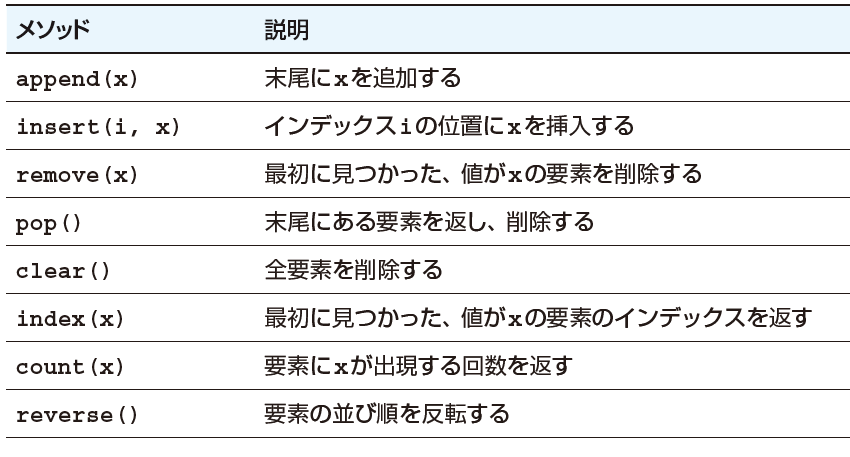 メソッド 説明
append(x) 末尾にxを追加する
insert(i, x) インデックスiの位置にxを挿入する
remove(x) 最初に見つかった、値がxの要素を削除する
pop() 末尾にある要素を返し、削除する
clear() 全要素を削除する
index(x) 最初に見つかった、値がxの要素のインデックスを返す
count(x) 要素にxが出現する回数を返す
reverse() 要素の並び順を反転する